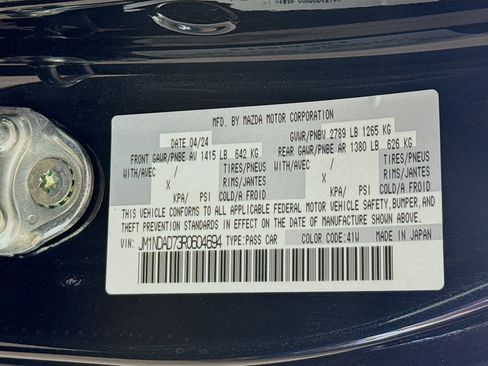 MFD. BY MAZDA MOTOR CORPORATION
DATE 04/24 GVWR/PNBV 2789 LB 1265 KG
FRONT GAWR/PNBE AV 1415 LB 642 KG REAR GAWR/PNBE AR 1380 LB 626 KG
WITH/AVEC / TIRES/PNEUS WITH/AVEC / TIRES/PNEUS
X RIMS/JANTES X RIMS/JANTES
KPA/ PSI COLD/A FROID KPA/ PSI COLD/A FROID
THIS VEHICLE CONFORMS TO ALL APPLICABLE FEDERAL MOTOR VEHICLE SAFETY, BUMPER, AND
THEFT PREVENTION STANDARDS IN EFFECT ON THE DATE OF MANUFACTURE SHOWN ABOVE.
VIN: JM1NDAD73R0604694 TYPE:PASS CAR COLOR CODE:41W MADE IN JAPAN